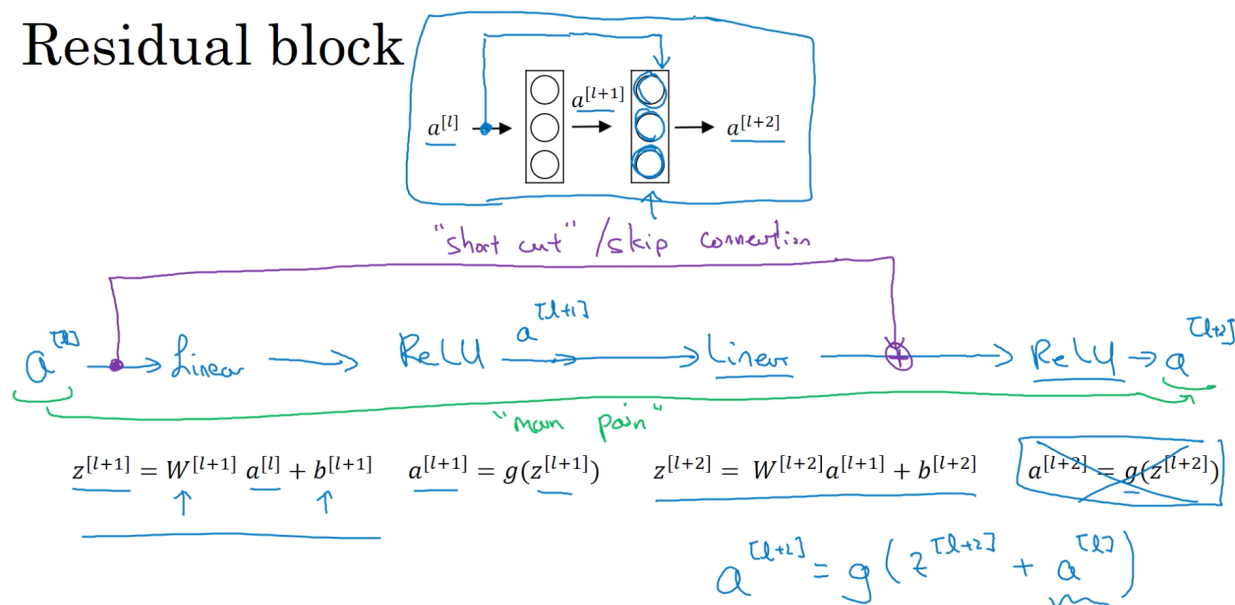 Residual block
a^[l] a^[l+1] a^[l+2]
"short cut" / skip connection
a^[l] → Linear → ReLU a^[l+1] → Linear → ⊕ → ReLU → a^[l+2]
"main pain"
z^[l+1] = W^[l+1] a^[l] + b^[l+1] a^[l+1] = g(z^[l+1]) z^[l+2] = W^[l+2]a^[l+1] + b^[l+2] a^[l+2] = g(z^[l+2])
a^[l+2] = g(z^[l+2] + a^[l])